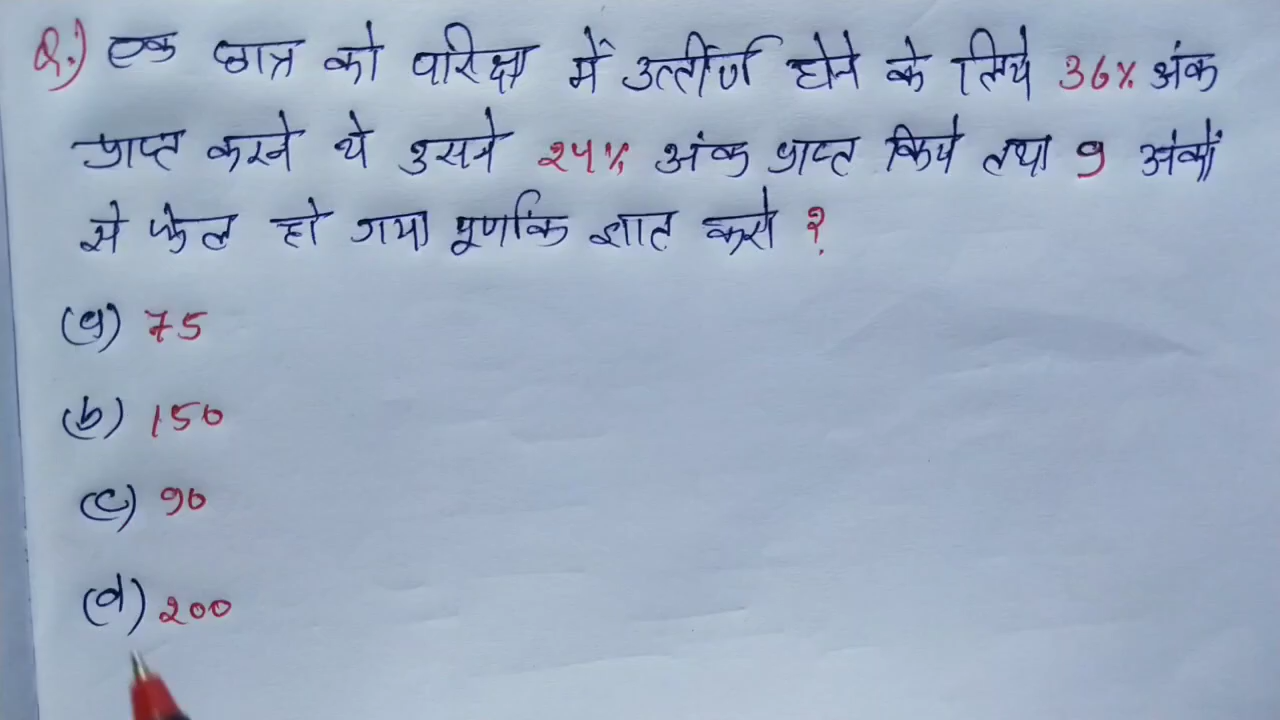 Q.) एक छात्र को परिक्षा में उत्तीर्ण होने के लिये 36% अंक
प्राप्त करने थे उसने 24% अंक प्राप्त किये तथा 9 अंकों
से फेल हो गया पूर्णांक ज्ञात करो ?
(a) 75
(b) 150
(c) 90
(d) 200